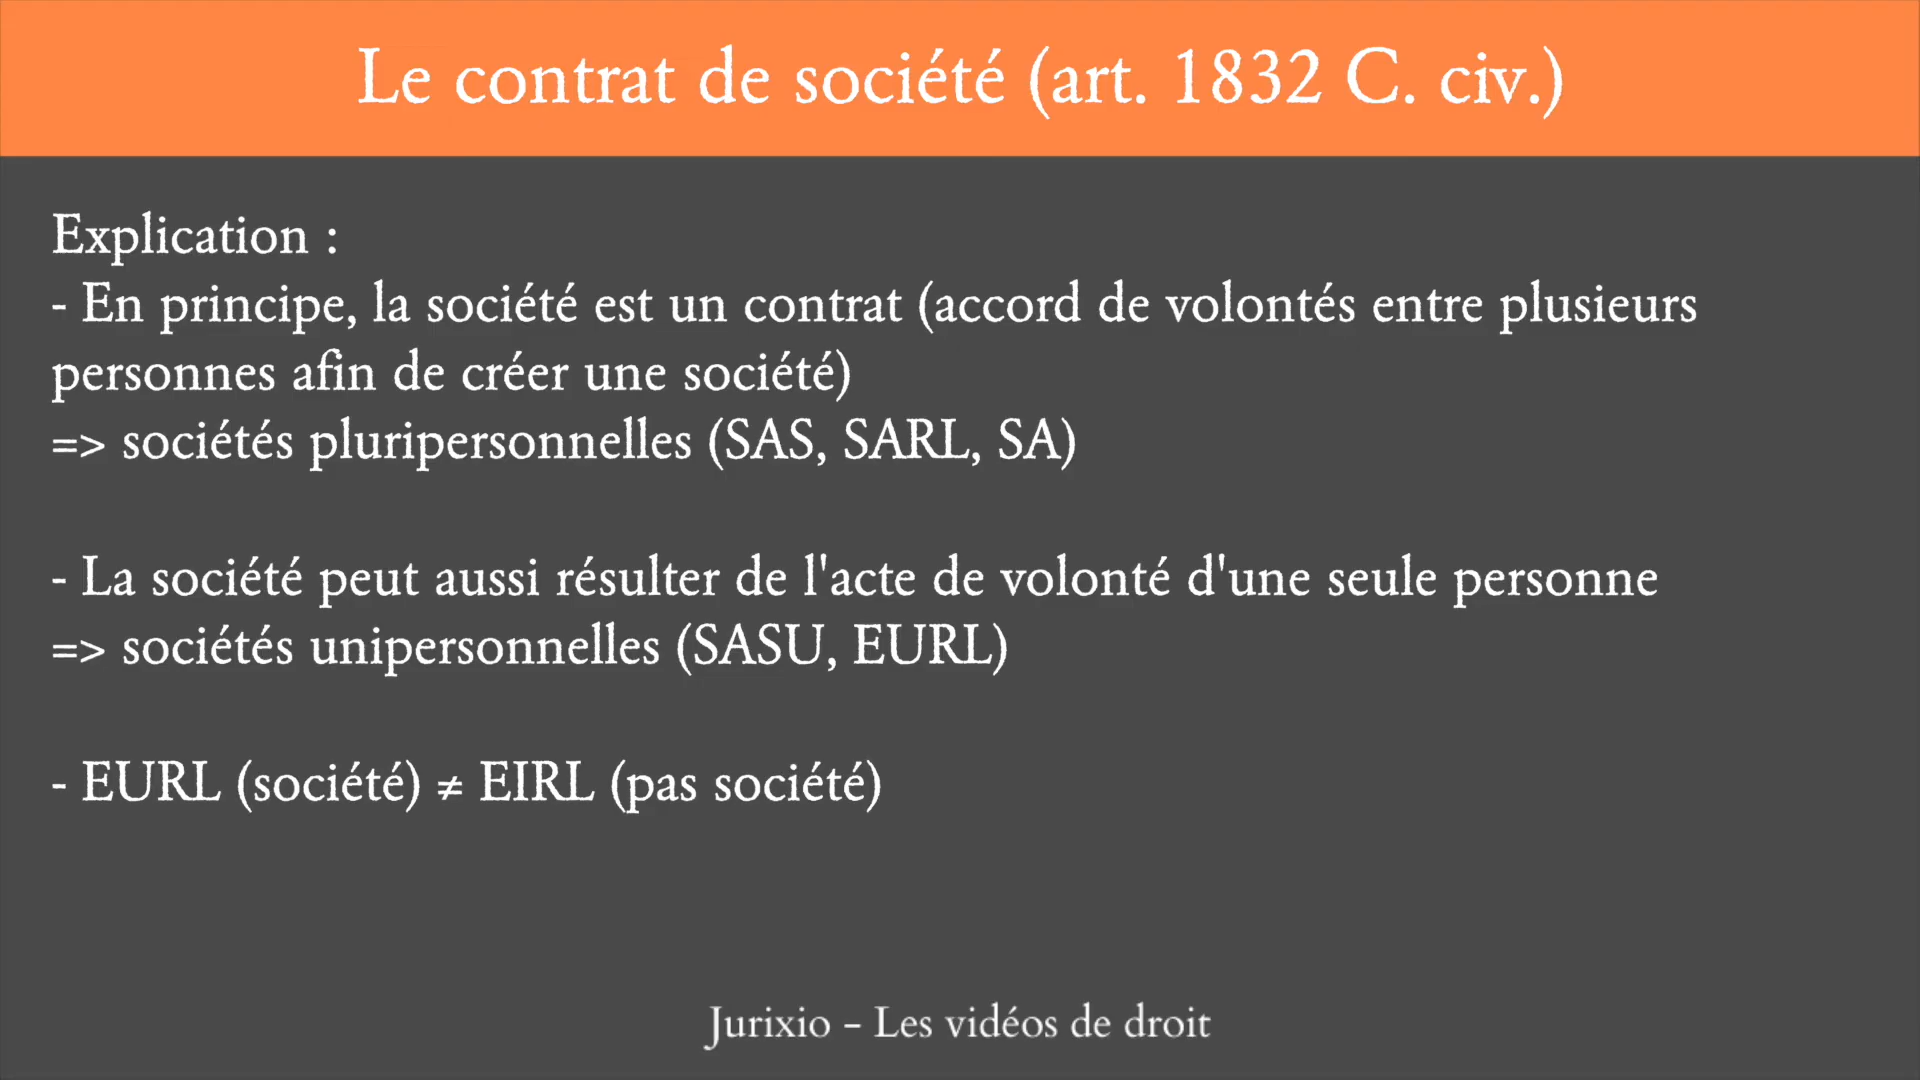 Le contrat de société (art. 1832 C. civ.)
Explication :
- En principe, la société est un contrat (accord de volontés entre plusieurs
personnes afin de créer une société)
=> sociétés pluripersonnelles (SAS, SARL, SA)
- La société peut aussi résulter de l'acte de volonté d'une seule personne
=> sociétés unipersonnelles (SASU, EURL)
- EURL (société) ≠ EIRL (pas société)
Jurixio - Les vidéos de droit